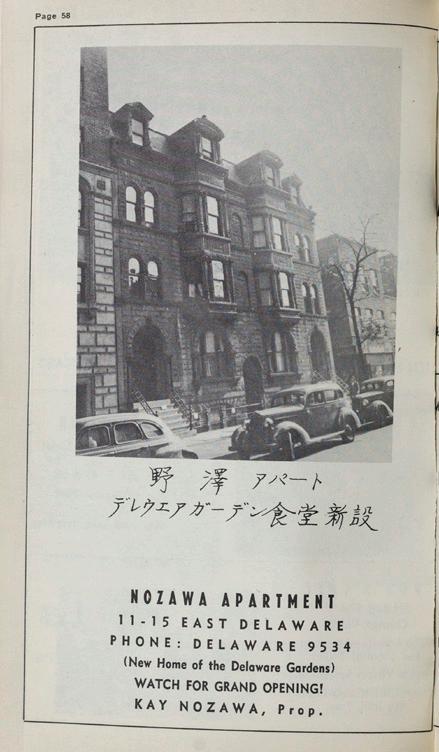 Page 58
野澤アパート
デレウエアガーデン食堂新設
NOZAWA APARTMENT
11-15 EAST DELAWARE
PHONE: DELAWARE 9534
(New Home of the Delaware Gardens)
WATCH FOR GRAND OPENING!
KAY NOZAWA, Prop.